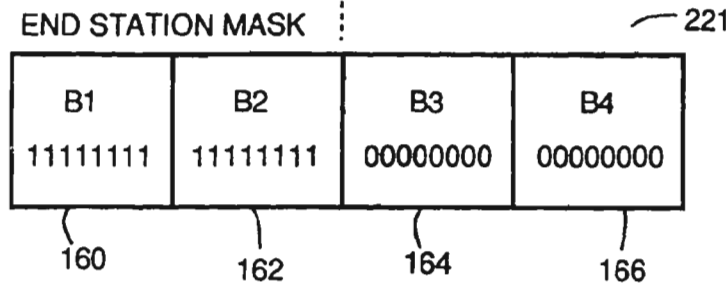 END STATION MASK 221
B1 B2 B3 B4
11111111 11111111 00000000 00000000
160 162 164 166